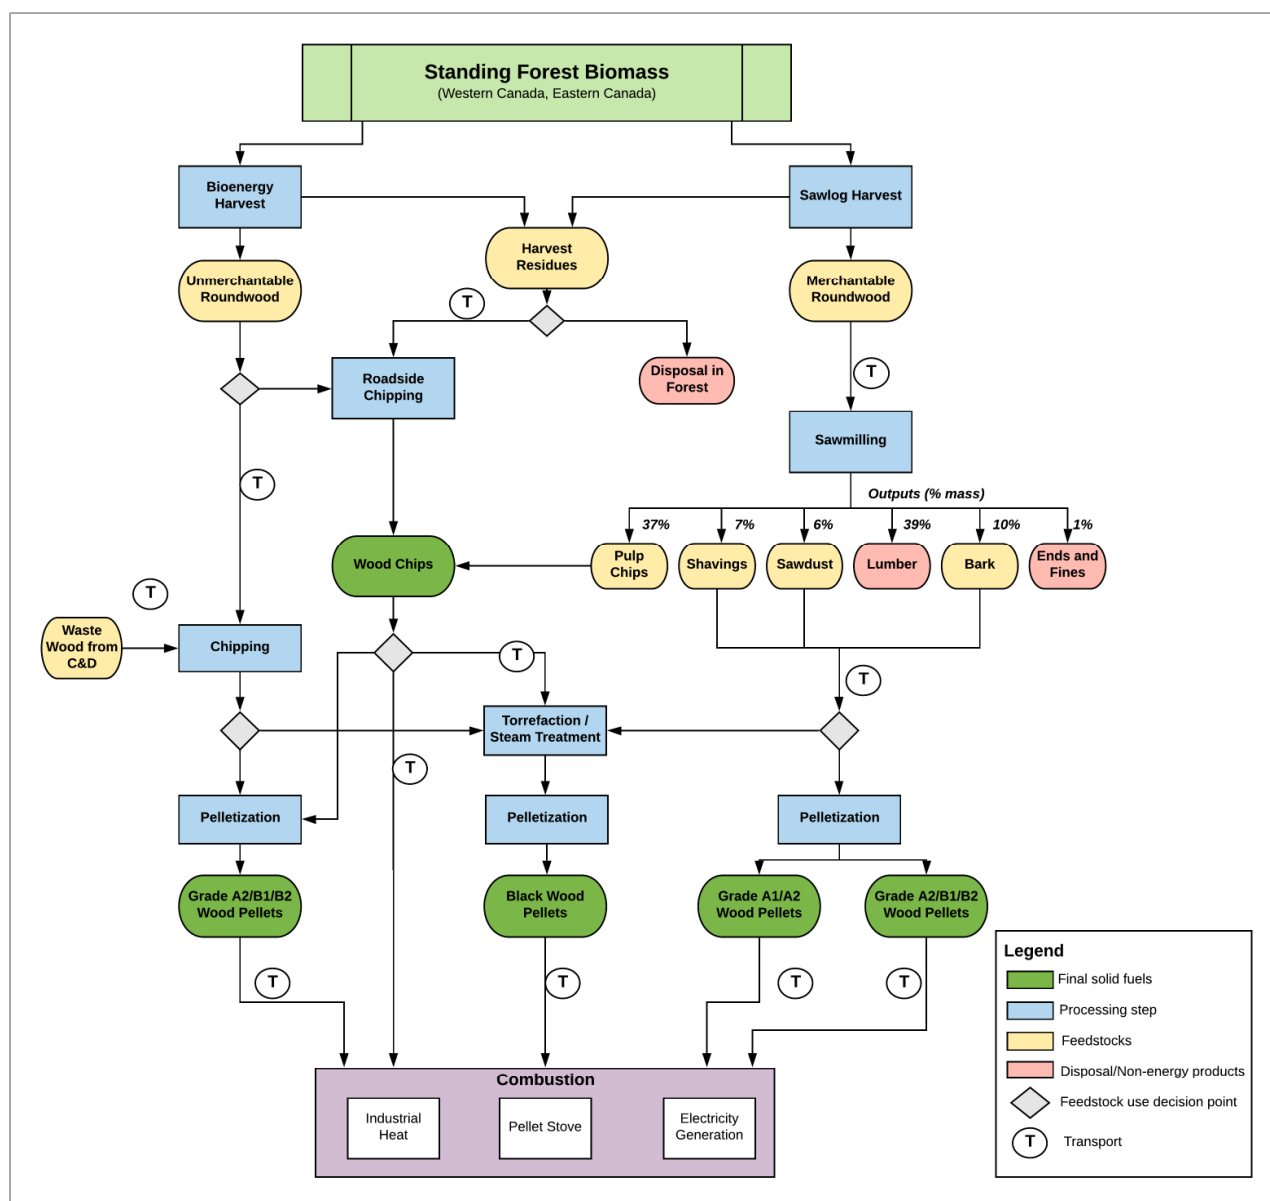 Standing Forest Biomass
(Western Canada, Eastern Canada)
Bioenergy
Harvest
Sawlog Harvest
Harvest
Residues
Unmerchantable
Roundwood
Merchantable
Roundwood
T
Roadside
Chipping
Disposal in
Forest
T
Sawmilling
T
Outputs (% mass)
37%
7%
6%
39%
10%
1%
Pulp
Chips
Shavings
Sawdust
Lumber
Bark
Ends and
Fines
Wood Chips
T
Waste
Wood from
C&D
Chipping
T
T
Torrefaction /
Steam Treatment
T
Pelletization
Pelletization
Pelletization
Grade A2/B1/B2
Wood Pellets
Black Wood
Pellets
Grade A1/A2
Wood Pellets
Grade A2/B1/B2
Wood Pellets
T
T
T
T
Combustion
Industrial
Heat
Pellet Stove
Electricity
Generation
Legend
Final solid fuels
Processing step
Feedstocks
Disposal/Non-energy products
Feedstock use decision point
T
Transport